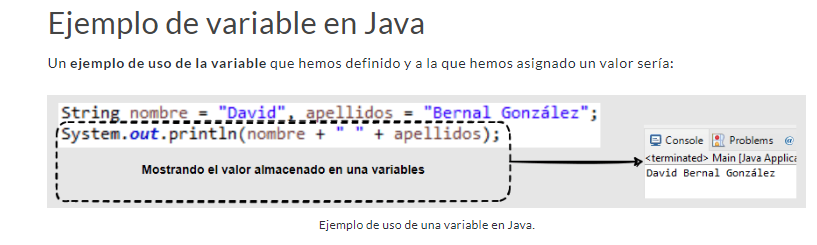 Ejemplo de variable en Java
Un ejemplo de uso de la variable que hemos definido y a la que hemos asignado un valor sería:
String nombre = "David", apellidos = "Bernal González";
System.out.println(nombre + " " + apellidos);
Mostrando el valor almacenado en una variables
Console Problems @
<terminated> Main [Java Applica
David Bernal González
Ejemplo de uso de una variable en Java.